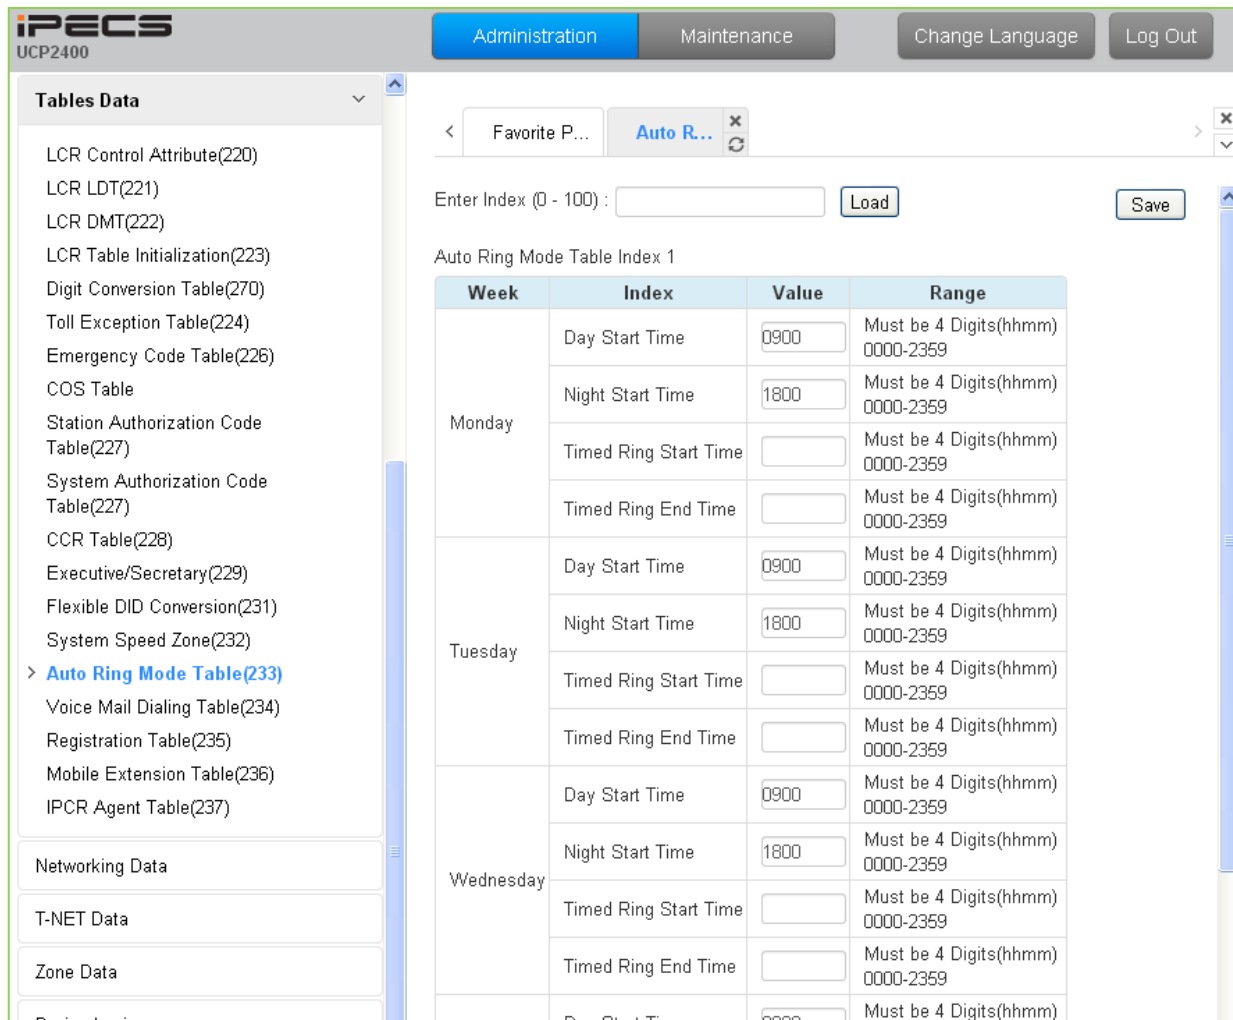 iPECS
UCP2400
Administration
Maintenance
Change Language
Log Out
Tables Data
LCR Control Attribute(220)
LCR LDT(221)
LCR DMT(222)
LCR Table Initialization(223)
Digit Conversion Table(270)
Toll Exception Table(224)
Emergency Code Table(226)
COS Table
Station Authorization Code
Table(227)
System Authorization Code
Table(227)
CCR Table(228)
Executive/Secretary(229)
Flexible DID Conversion(231)
System Speed Zone(232)
Auto Ring Mode Table(233)
Voice Mail Dialing Table(234)
Registration Table(235)
Mobile Extension Table(236)
IPCR Agent Table(237)
Networking Data
T-NET Data
Zone Data
Favorite P...
Auto R...
Enter Index (0 - 100) :
Load
Save
Auto Ring Mode Table Index 1
Week Index Value Range
Monday
Day Start Time 0900 Must be 4 Digits(hhmm)
0000-2359
Night Start Time 1800 Must be 4 Digits(hhmm)
0000-2359
Timed Ring Start Time Must be 4 Digits(hhmm)
0000-2359
Timed Ring End Time Must be 4 Digits(hhmm)
0000-2359
Tuesday
Day Start Time 0900 Must be 4 Digits(hhmm)
0000-2359
Night Start Time 1800 Must be 4 Digits(hhmm)
0000-2359
Timed Ring Start Time Must be 4 Digits(hhmm)
0000-2359
Timed Ring End Time Must be 4 Digits(hhmm)
0000-2359
Wednesday
Day Start Time 0900 Must be 4 Digits(hhmm)
0000-2359
Night Start Time 1800 Must be 4 Digits(hhmm)
0000-2359
Timed Ring Start Time Must be 4 Digits(hhmm)
0000-2359
Timed Ring End Time Must be 4 Digits(hhmm)
0000-2359
Must be 4 Digits(hhmm)